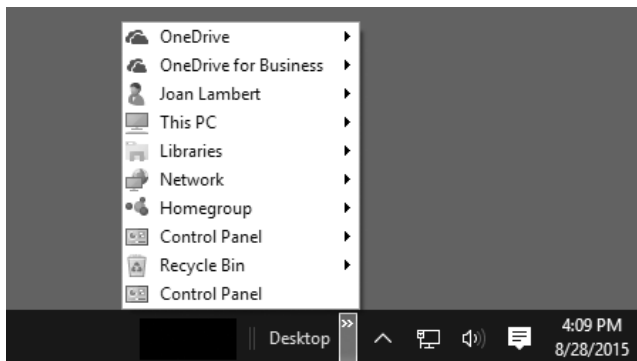 OneDrive
OneDrive for Business
Joan Lambert
This PC
Libraries
Network
Homegroup
Control Panel
Recycle Bin
Control Panel
Desktop »
4:09 PM
8/28/2015